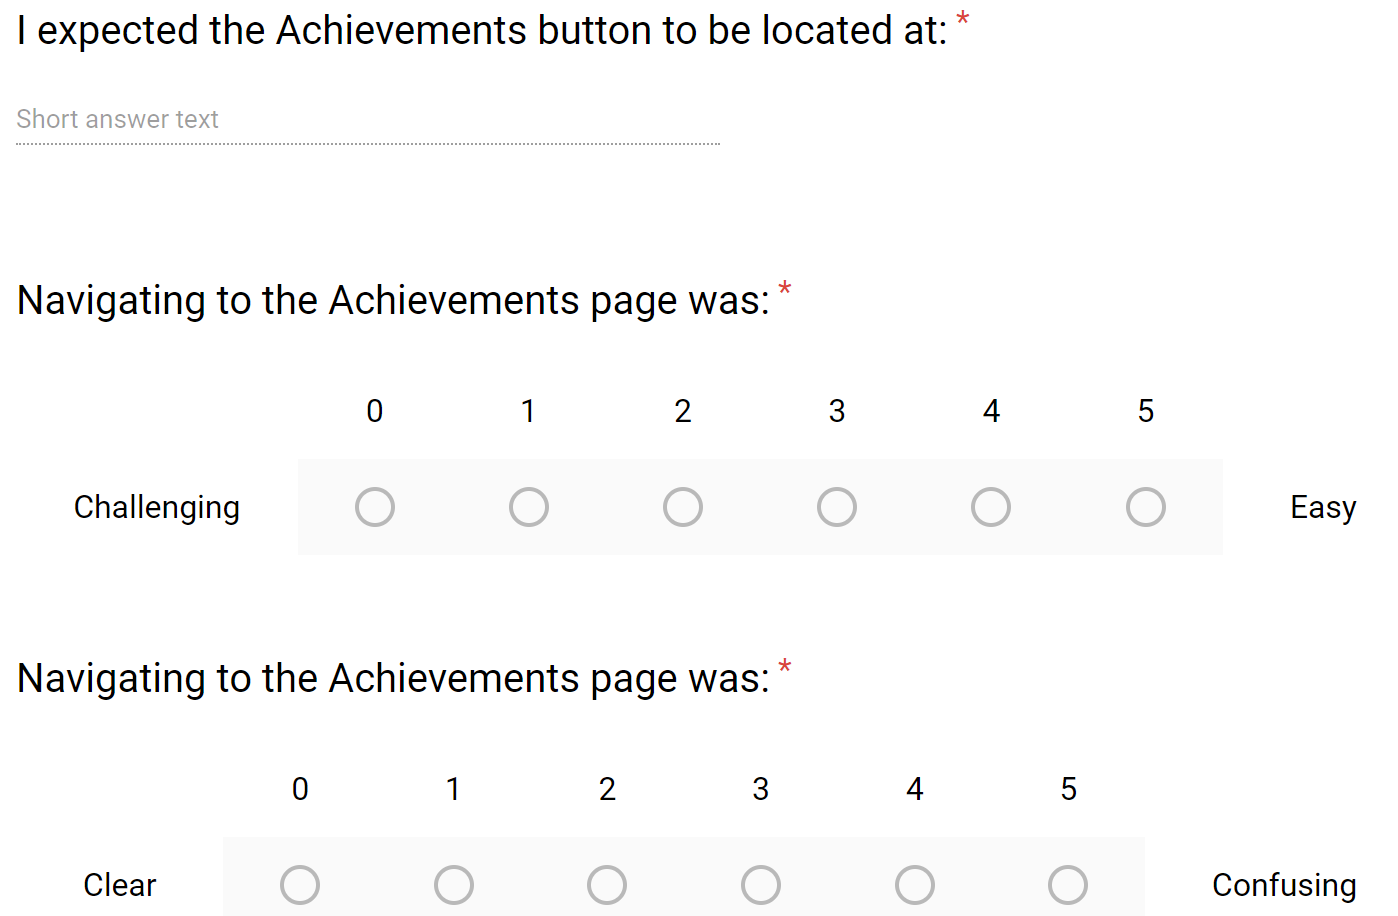 I expected the Achievements button to be located at: *
Short answer text
Navigating to the Achievements page was: *
0 1 2 3 4 5
Challenging Easy
Navigating to the Achievements page was: *
0 1 2 3 4 5
Clear Confusing